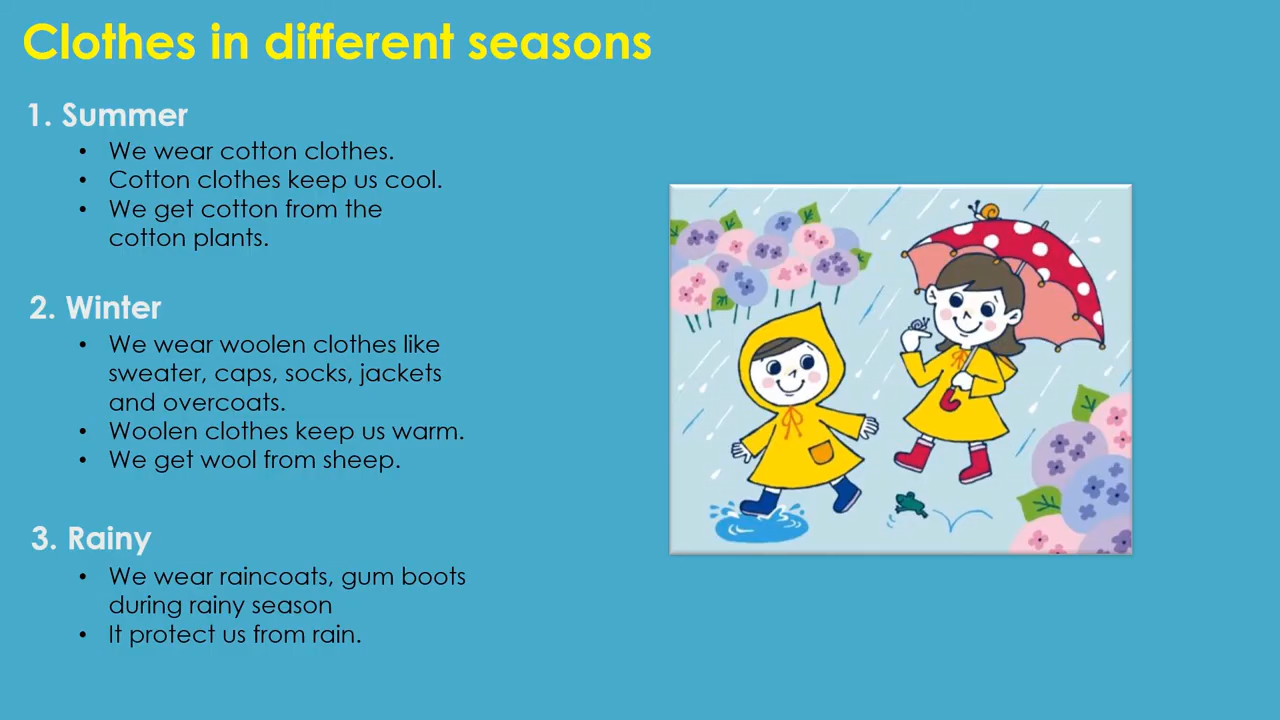 Clothes in different seasons
1. Summer
• We wear cotton clothes.
• Cotton clothes keep us cool.
• We get cotton from the
cotton plants.
2. Winter
• We wear woolen clothes like
sweater, caps, socks, jackets
and overcoats.
• Woolen clothes keep us warm.
• We get wool from sheep.
3. Rainy
• We wear raincoats, gum boots
during rainy season
• It protect us from rain.